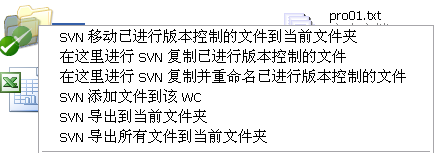 pro01.txt
SVN 移动已进行版本控制的文件到当前文件夹
在这里进行 SVN 复制已进行版本控制的文件
在这里进行 SVN 复制并重命名已进行版本控制的文件
SVN 添加文件到该 WC
SVN 导出到当前文件夹
SVN 导出所有文件到当前文件夹